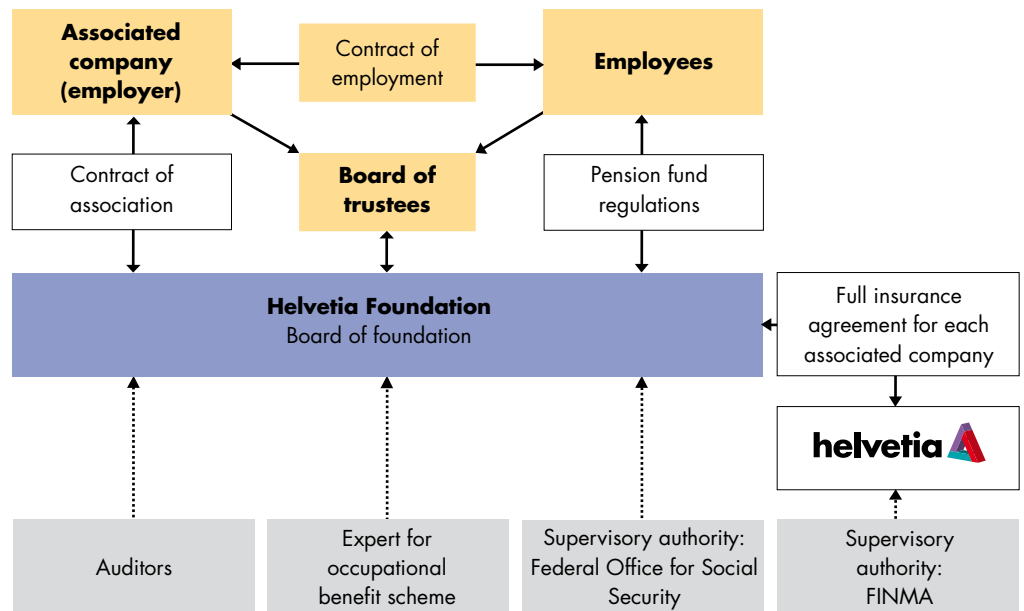 Associated
company
(employer)
Contract of
employment
Employees
Contract of
association
Board of
trustees
Pension fund
regulations
Helvetia Foundation
Board of foundation
Full insurance
agreement for each
associated company
helvetia
Auditors
Expert for
occupational
benefit scheme
Supervisory authority:
Federal Office for Social
Security
Supervisory
authority:
FINMA